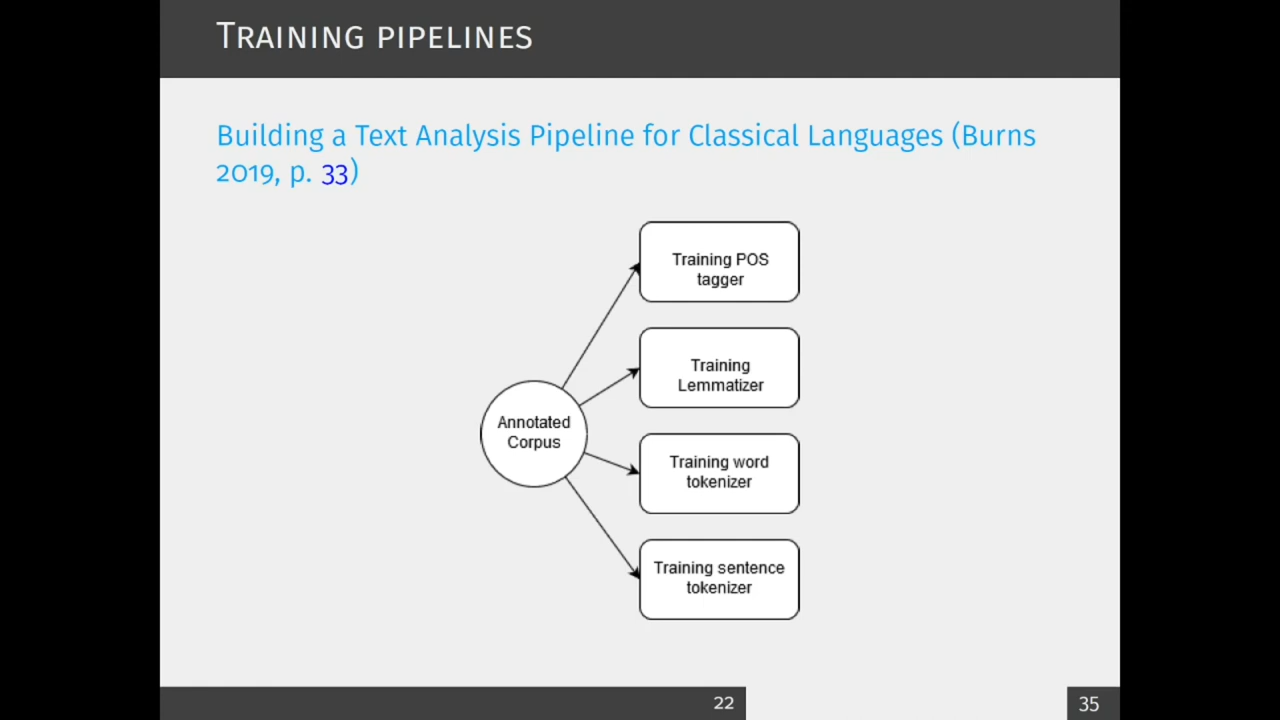 TRAINING PIPELINES
Building a Text Analysis Pipeline for Classical Languages (Burns
2019, p. 33)
Training POS
tagger
Training
Lemmatizer
Annotated
Corpus
Training word
tokenizer
Training sentence
tokenizer
22
35